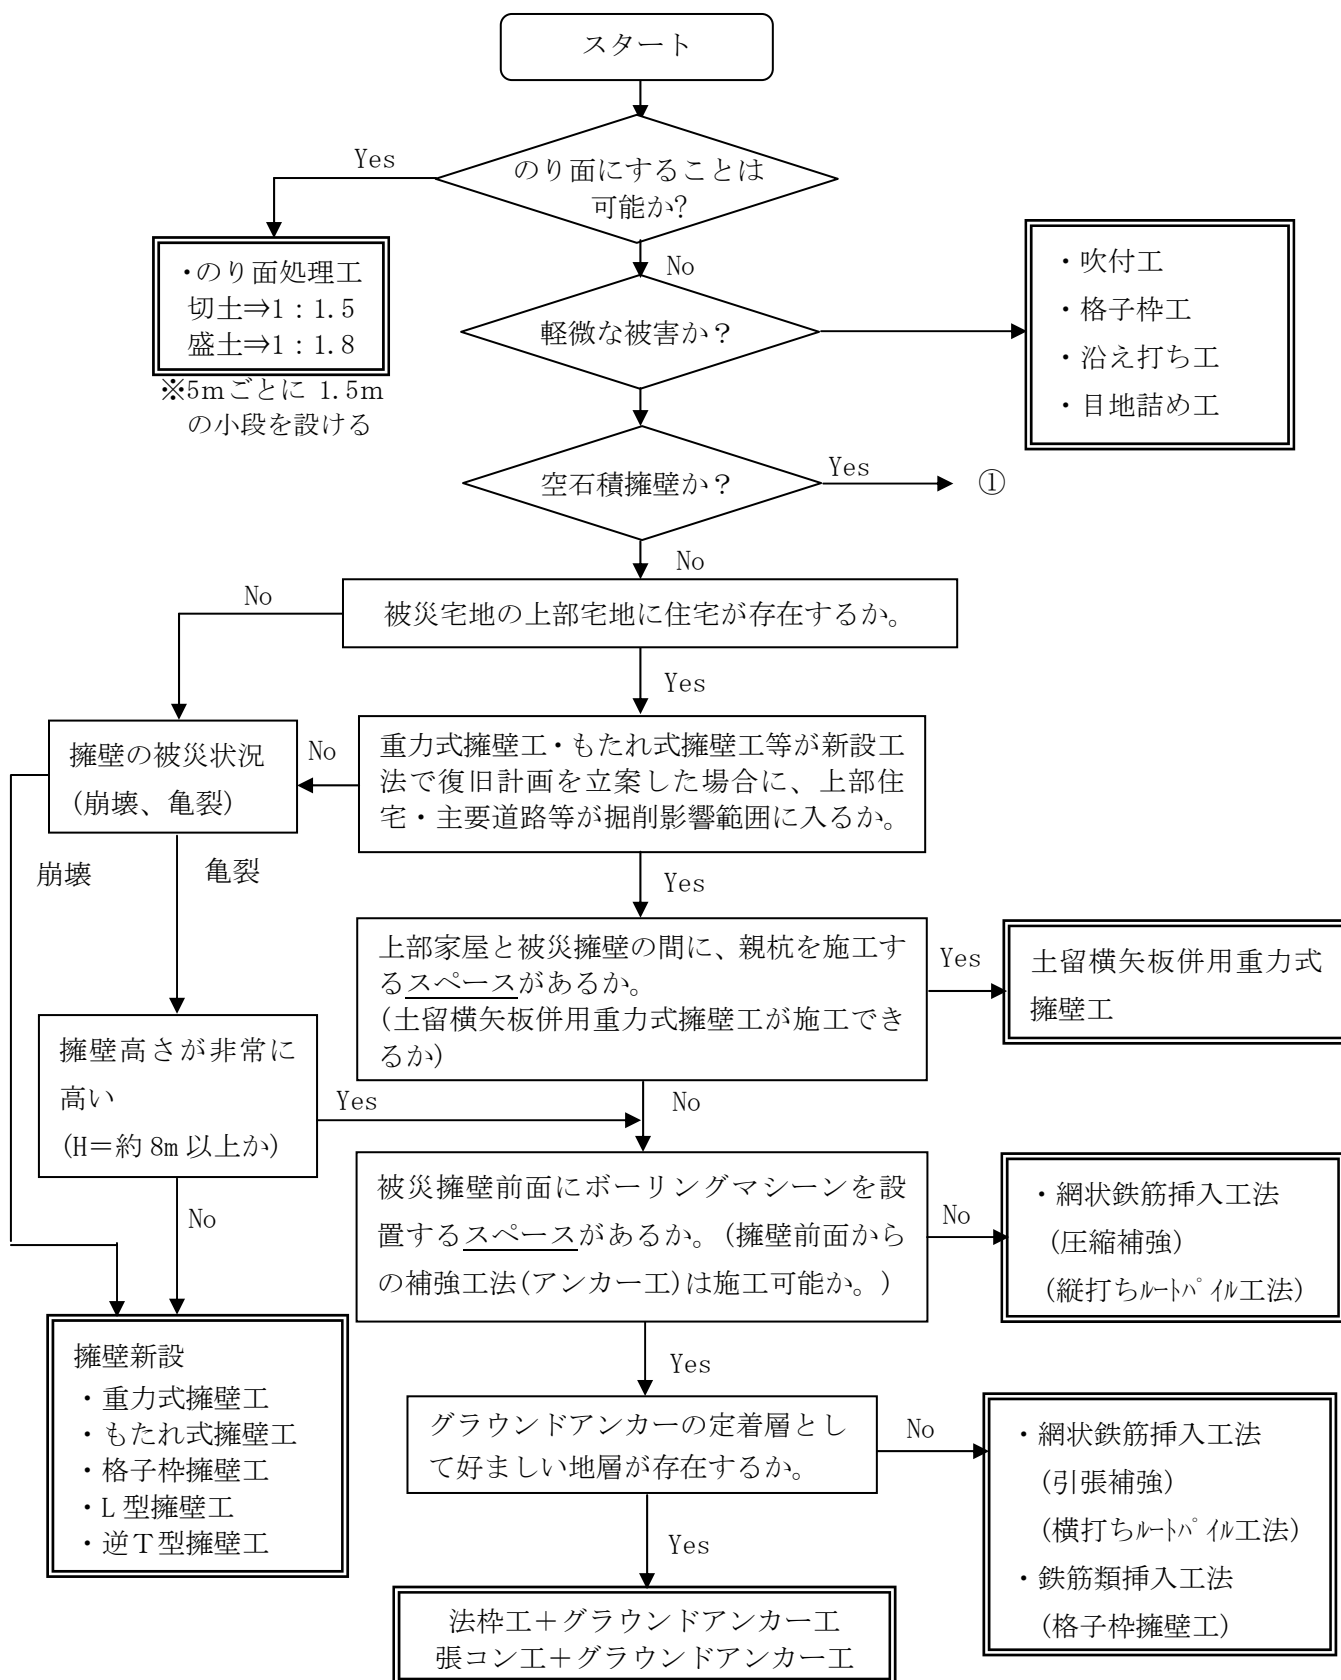 スタート
Yes
のり面にすることは
可能か?
・のり面処理工
切土⇒1：1.5
盛土⇒1：1.8
※5mごとに 1.5m
の小段を設ける
No
軽微な被害か？
・吹付工
・格子枠工
・沿え打ち工
・目地詰め工
空石積擁壁か？
Yes
①
No
No
被災宅地の上部宅地に住宅が存在するか。
Yes
擁壁の被災状況
(崩壊、亀裂)
No
重力式擁壁工・もたれ式擁壁工等が新設工
法で復旧計画を立案した場合に、上部住
宅・主要道路等が掘削影響範囲に入るか。
崩壊
亀裂
Yes
上部家屋と被災擁壁の間に、親杭を施工す
るスペースがあるか。
(土留横矢板併用重力式擁壁工が施工でき
るか)
Yes
土留横矢板併用重力式
擁壁工
擁壁高さが非常に
高い
(H＝約 8m 以上か)
Yes
No
No
被災擁壁前面にボーリングマシーンを設
置するスペースがあるか。(擁壁前面から
の補強工法(アンカー工)は施工可能か。)
No
・網状鉄筋挿入工法
(圧縮補強)
(縦打ちﾙｰﾄﾊﾟｲﾙ工法)
擁壁新設
・重力式擁壁工
・もたれ式擁壁工
・格子枠擁壁工
・L 型擁壁工
・逆Ｔ型擁壁工
Yes
グラウンドアンカーの定着層とし
て好ましい地層が存在するか。
No
・網状鉄筋挿入工法
(引張補強)
(横打ちﾙｰﾄﾊﾟｲﾙ工法)
・鉄筋類挿入工法
(格子枠擁壁工)
Yes
法枠工＋グラウンドアンカー工
張コン工＋グラウンドアンカー工